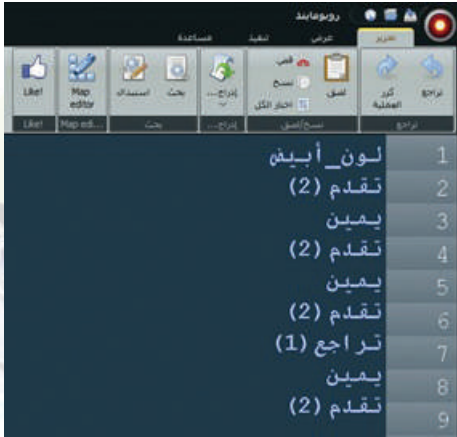 روبومايند
تحرير عرض تنفيذ مساعدة
تراجع
كرر العملية
لصق
قص
نسخ
اختر الكل
إدراج...
بحث
استبدال
Map editor
Like!
تراجع
نسخ/لصق
إدراج...
بحث
Map edi...
Like!
1 لون_أبيض
2 تقدم (2)
3 يمين
4 تقدم (2)
5 يمين
6 تقدم (2)
7 تراجع (1)
8 يمين
9 تقدم (2)